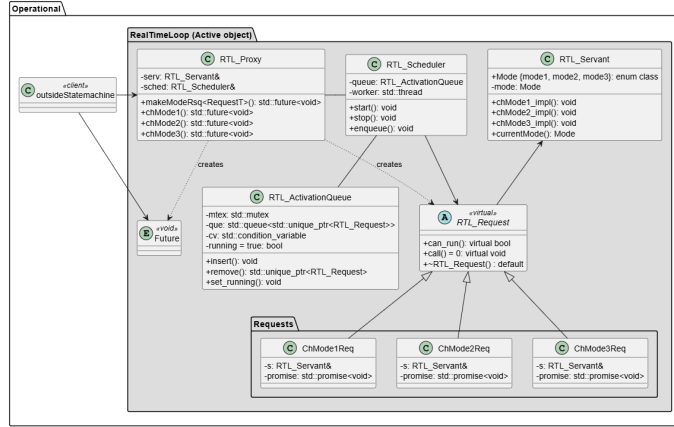 Operational
RealTimeLoop (Active object)
C RTL_Proxy
-serv: RTL_Servant&
-sched: RTL_Scheduler&
+makeModeRsq<RequestT>(): std::future<void>
+chMode1(): std::future<void>
+chMode2(): std::future<void>
+chMode3(): std::future<void>
C RTL_Scheduler
-queue: RTL_ActivationQueue
-worker: std::thread
+start(): void
+stop(): void
+enqueue(): void
C RTL_Servant
+Mode {mode1, mode2, mode3}: enum class
-mode: Mode
+chMode1_impl(): void
+chMode2_impl(): void
+chMode3_impl(): void
+currentMode(): Mode
C «client»
outsideStatemachine
creates
creates
C RTL_ActivationQueue
-mtex: std::mutex
-que: std::queue<std::unique_ptr<RTL_Request>>
-cv: std::condition_variable
-running = true: bool
+insert(): void
+remove(): std::unique_ptr<RTL_Request>
+set_running(): void
E «void»
Future
A «virtual»
RTL_Request
+can_run(): virtual bool
+call() = 0: virtual void
+~RTL_Request() : default
Requests
C ChMode1Req
-s: RTL_Servant&
-promise: std::promise<void>
C ChMode2Req
-s: RTL_Servant&
-promise: std::promise<void>
C ChMode3Req
-s: RTL_Servant&
-promise: std::promise<void>